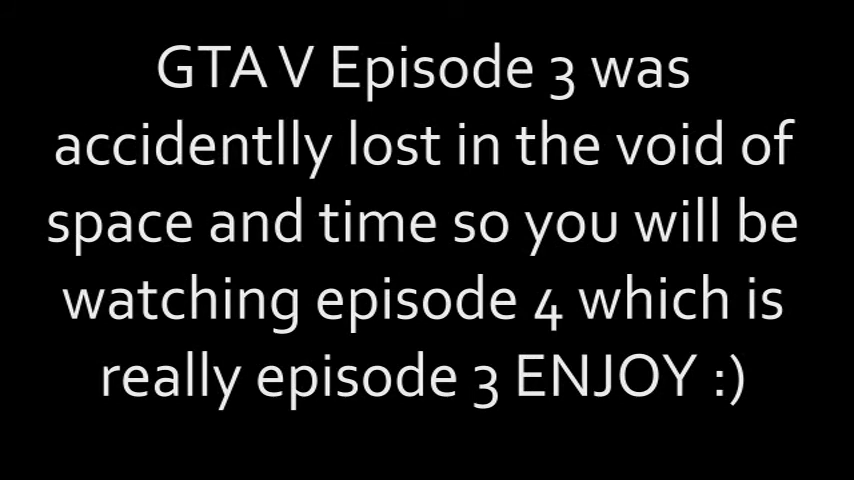 GTA V Episode 3 was
accidentlly lost in the void of
space and time so you will be
watching episode 4 which is
really episode 3 ENJOY :)